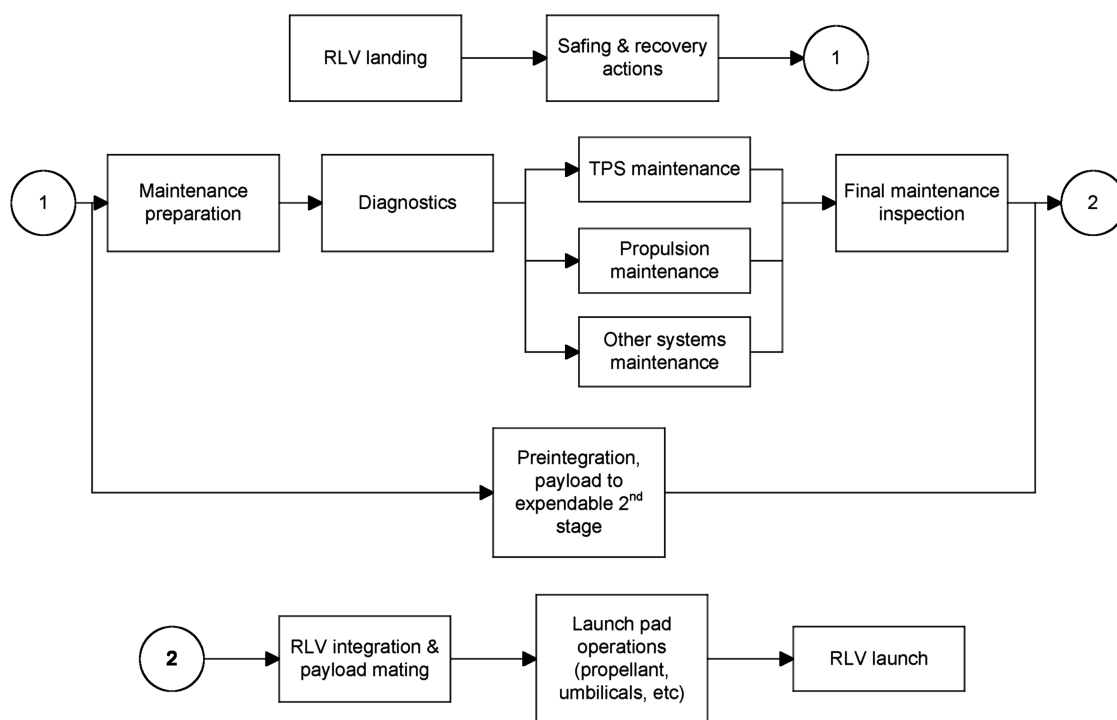 RLV landing
Safing & recovery
actions
1
1
Maintenance
preparation
Diagnostics
TPS maintenance
Propulsion
maintenance
Other systems
maintenance
Final maintenance
inspection
2
Preintegration,
payload to
expendable 2nd
stage
2
RLV integration &
payload mating
Launch pad
operations
(propellant,
umbilicals, etc)
RLV launch